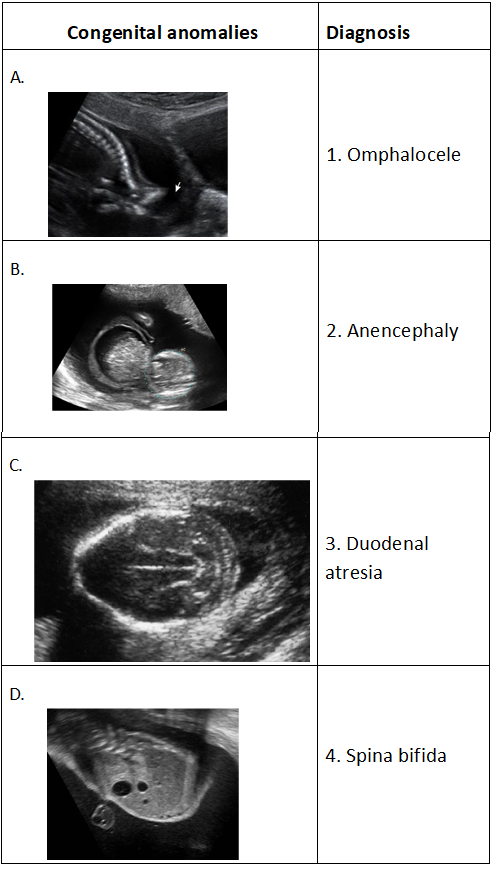 Congenital anomalies
Diagnosis
A.
1. Omphalocele
B.
2. Anencephaly
C.
3. Duodenal
atresia
D.
4. Spina bifida